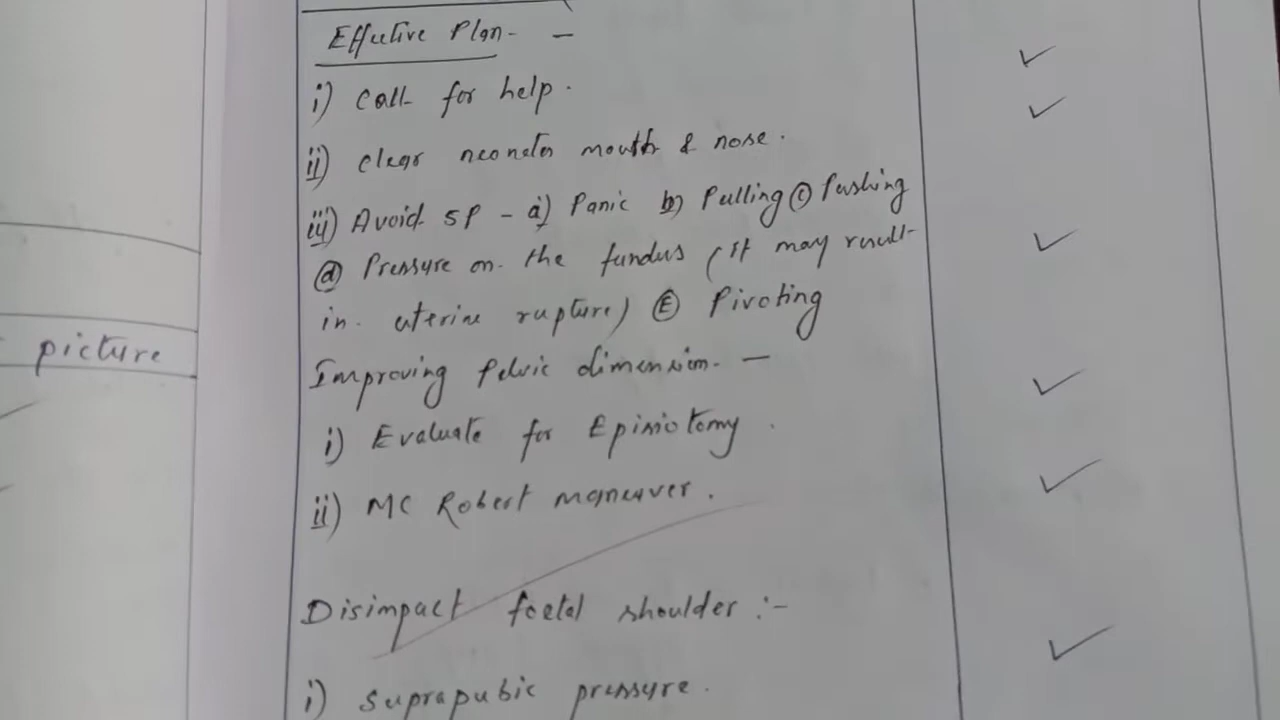 Effective Plan- —
i) Call for help.
ii) clear neonates mouth & nose.
iii) Avoid 5P - a) Panic b) Pulling (c) Pushing
(d) Pressure on the fundus (It may result
in uterine rupture) (E) Pivoting
picture
Improving Pelvic dimension. —
i) Evaluate for Episiotomy.
ii) MC Robert maneuver.
Disimpact foetal shoulder :-
i) suprapubic pressure.